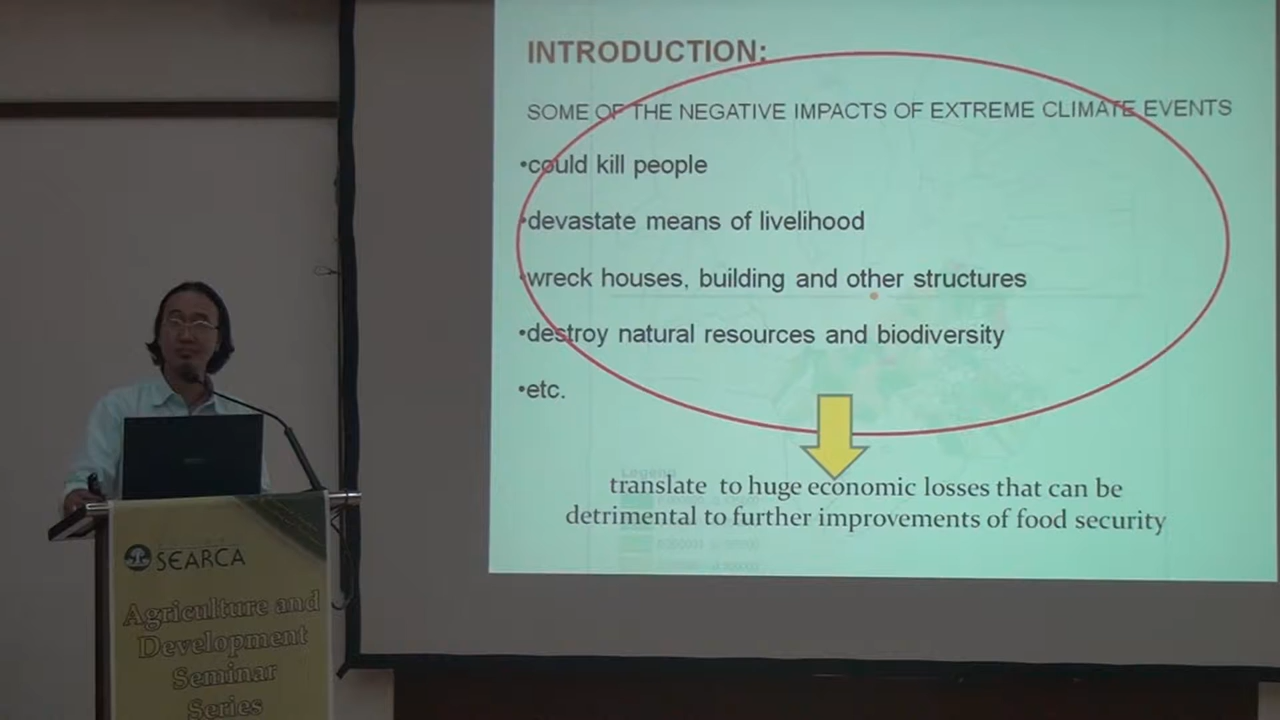 INTRODUCTION:
SOME OF THE NEGATIVE IMPACTS OF EXTREME CLIMATE EVENTS
•could kill people
•devastate means of livelihood
•wreck houses, building and other structures
•destroy natural resources and biodiversity
•etc.
translate to huge economic losses that can be
detrimental to further improvements of food security
Legend
SEARCA
Agriculture and
Development
Seminar
Series